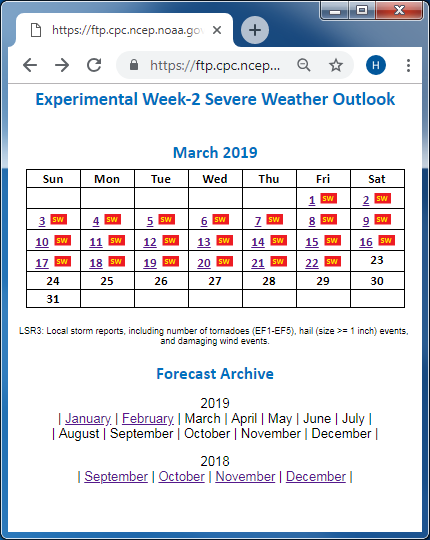 https://ftp.cpc.ncep.noaa.go
https://ftp.cpc.ncep... H
Experimental Week-2 Severe Weather Outlook
March 2019
Sun Mon Tue Wed Thu Fri Sat
1 SW 2 SW
3 SW 4 SW 5 SW 6 SW 7 SW 8 SW 9 SW
10 SW 11 SW 12 SW 13 SW 14 SW 15 SW 16 SW
17 SW 18 SW 19 SW 20 SW 21 SW 22 SW 23
24 25 26 27 28 29 30
31
LSR3: Local storm reports, including number of tornadoes (EF1-EF5), hail (size >= 1 inch) events,
and damaging wind events.
Forecast Archive
2019
| January | February | March | April | May | June | July |
| August | September | October | November | December |
2018
| September | October | November | December |